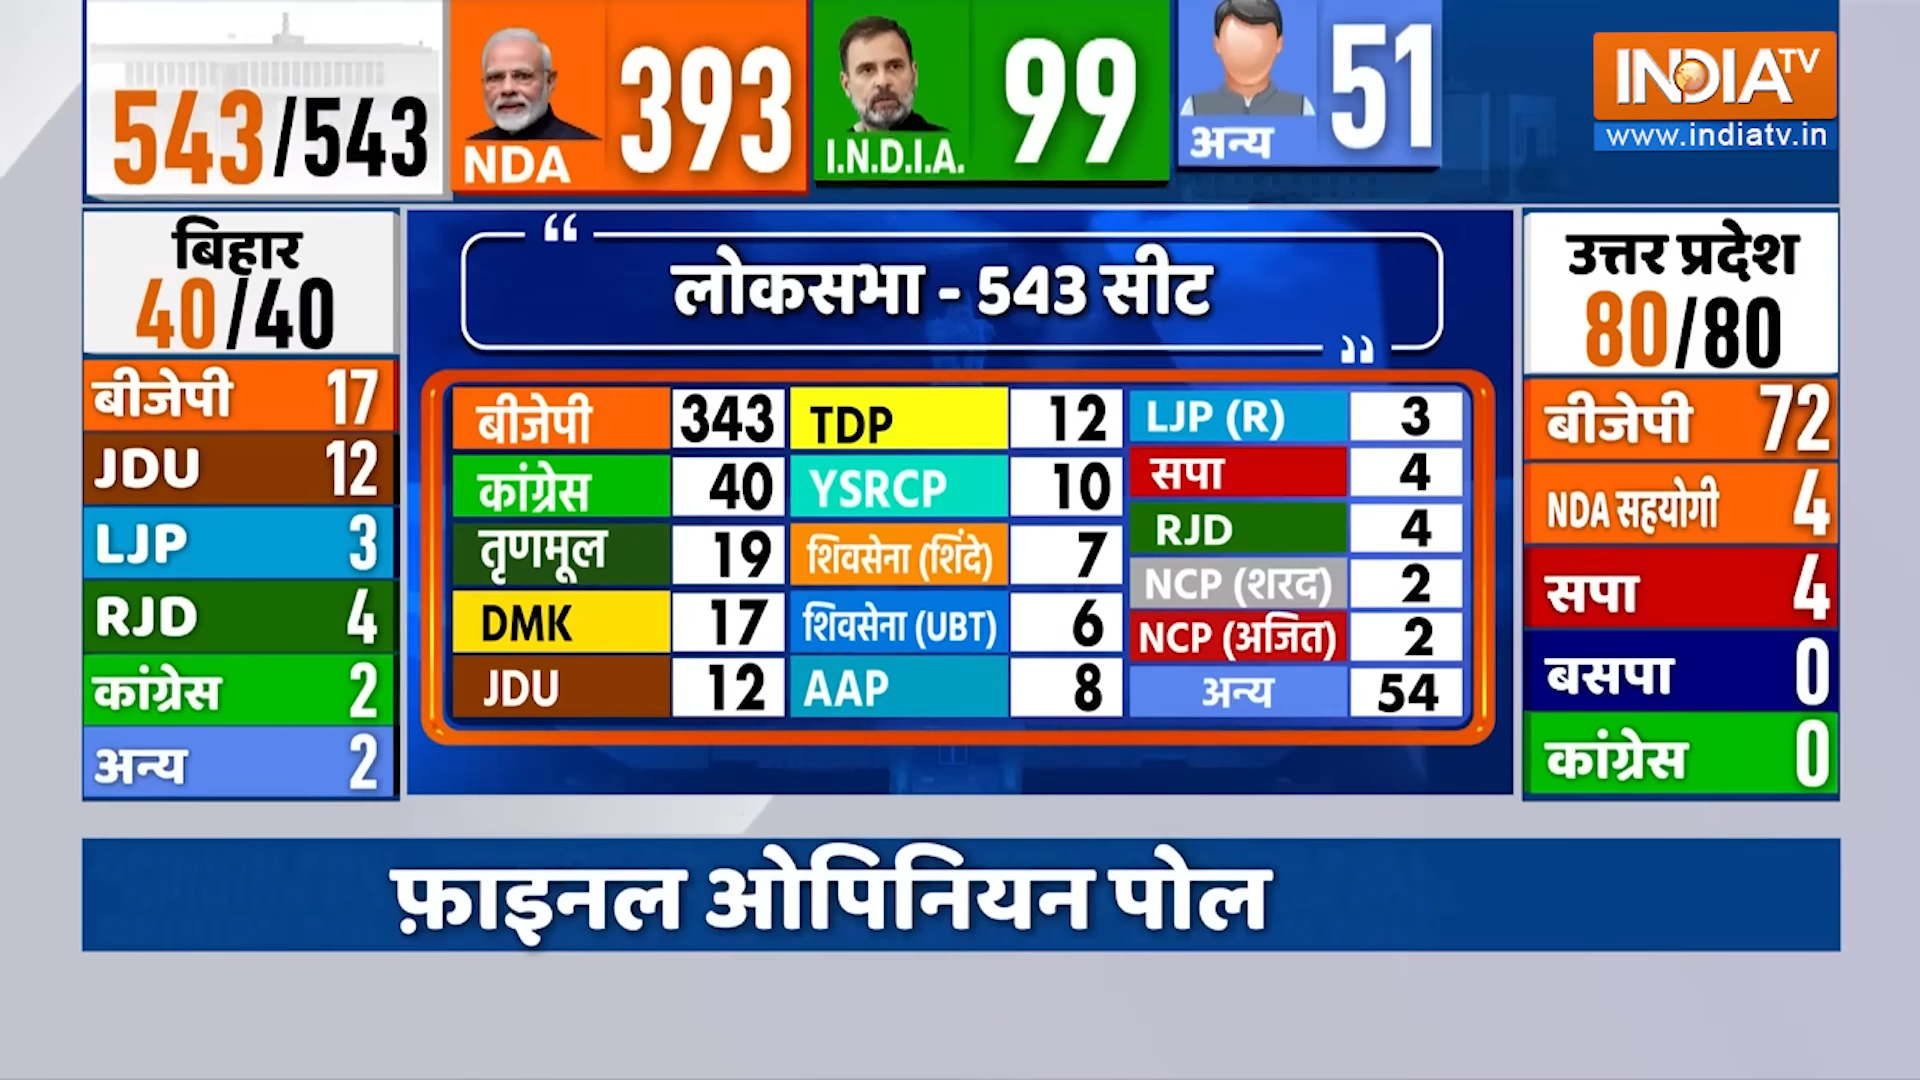 543/543
NDA 393
I.N.D.I.A. 99
अन्य 51
INDIA TV
www.indiatv.in
बिहार
40/40
बीजेपी 17
JDU 12
LJP 3
RJD 4
कांग्रेस 2
अन्य 2
“
लोकसभा - 543 सीट
”
बीजेपी 343
कांग्रेस 40
तृणमूल 19
DMK 17
JDU 12
TDP 12
YSRCP 10
शिवसेना (शिंदे) 7
शिवसेना (UBT) 6
AAP 8
LJP (R) 3
सपा 4
RJD 4
NCP (शरद) 2
NCP (अजित) 2
अन्य 54
उत्तर प्रदेश
80/80
बीजेपी 72
NDA सहयोगी 4
सपा 4
बसपा 0
कांग्रेस 0
फ़ाइनल ओपिनियन पोल